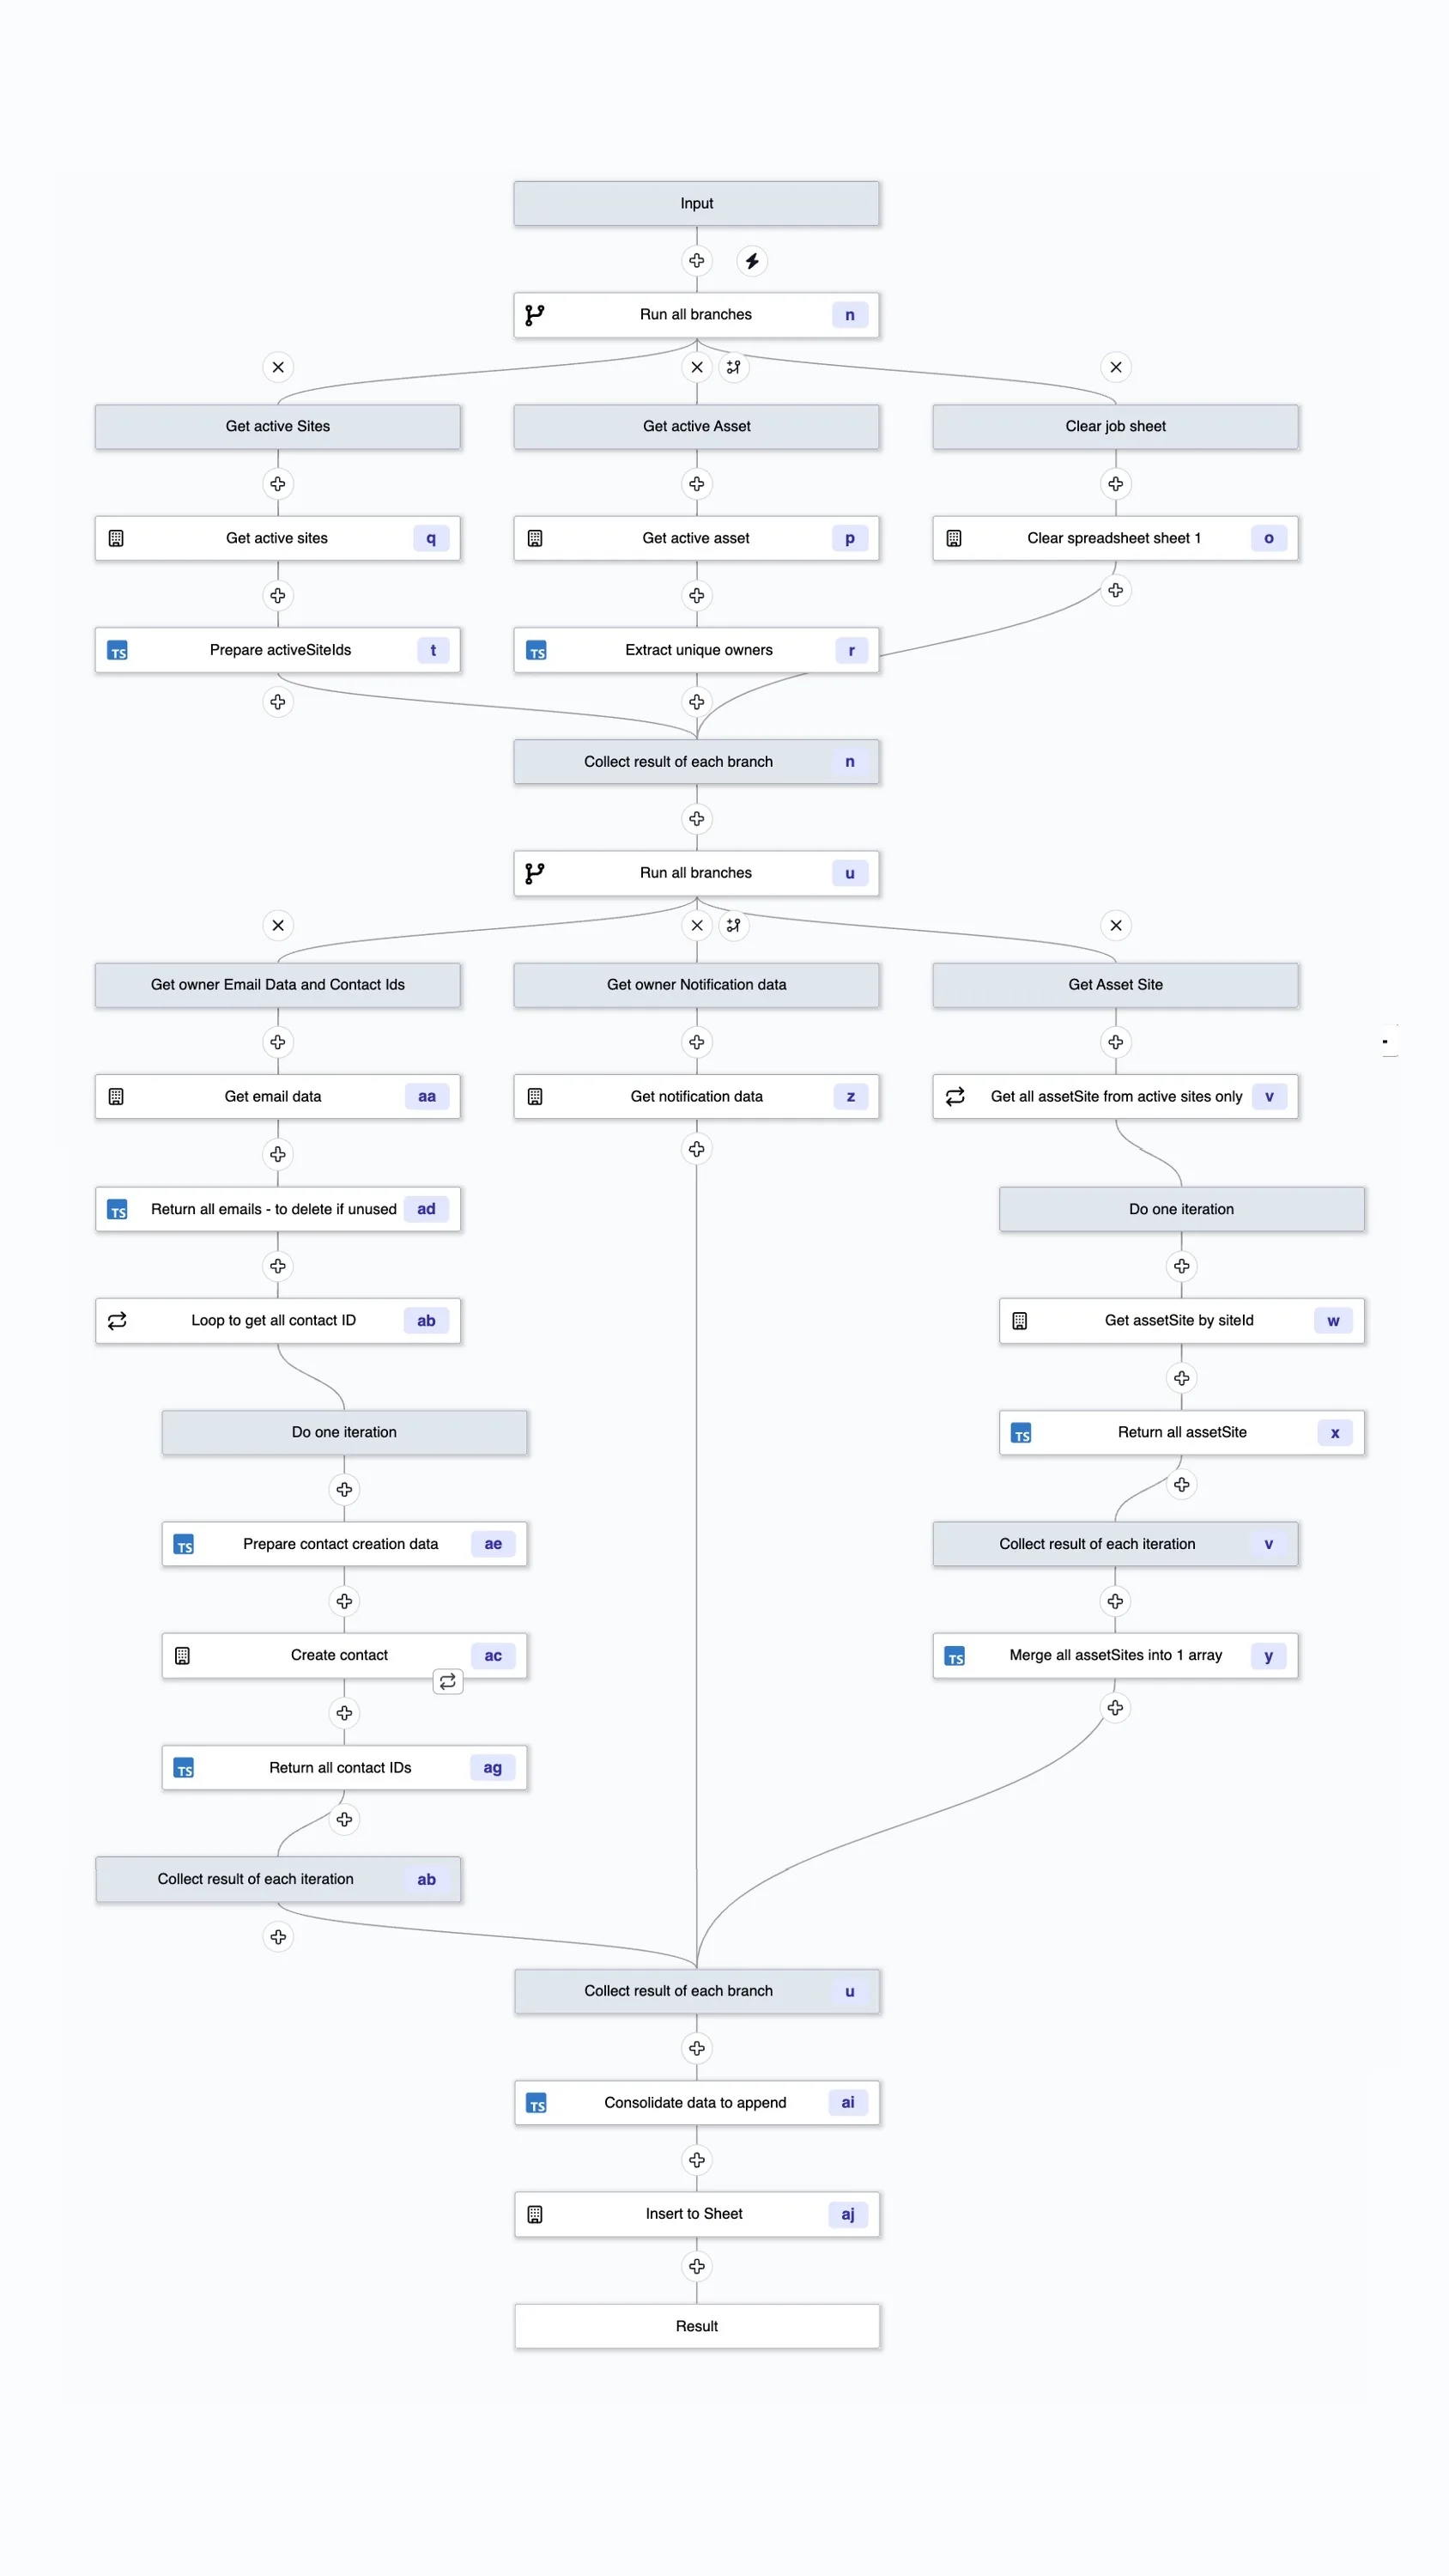 Input
Run all branches n
Get active Sites
Get active Asset
Clear job sheet
Get active sites q
Get active asset p
Clear spreadsheet sheet 1 o
TS Prepare activeSiteIds t
TS Extract unique owners r
Collect result of each branch n
Run all branches u
Get owner Email Data and Contact Ids
Get owner Notification data
Get Asset Site
Get email data aa
Get notification data z
Get all assetSite from active sites only v
TS Return all emails - to delete if unused ad
Do one iteration
Loop to get all contact ID ab
Get assetSite by siteId w
Do one iteration
TS Return all assetSite x
TS Prepare contact creation data ae
Collect result of each iteration v
Create contact ac
TS Merge all assetSites into 1 array y
TS Return all contact IDs ag
Collect result of each iteration ab
Collect result of each branch u
TS Consolidate data to append ai
Insert to Sheet aj
Result